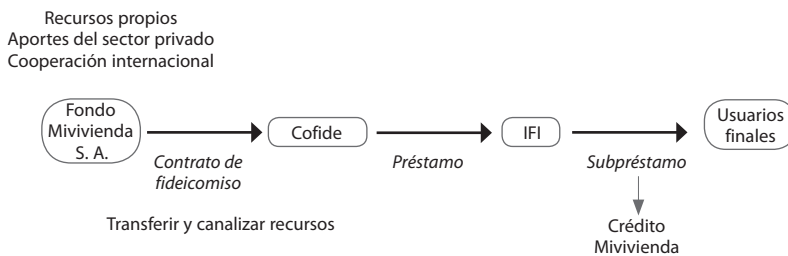 Recursos propios
Aportes del sector privado
Cooperación internacional
Fondo
Mivivienda
S. A.
Cofide
IFI
Usuarios
finales
Contrato de
fideicomiso
Préstamo
Subpréstamo
Transferir y canalizar recursos
Crédito
Mivivienda